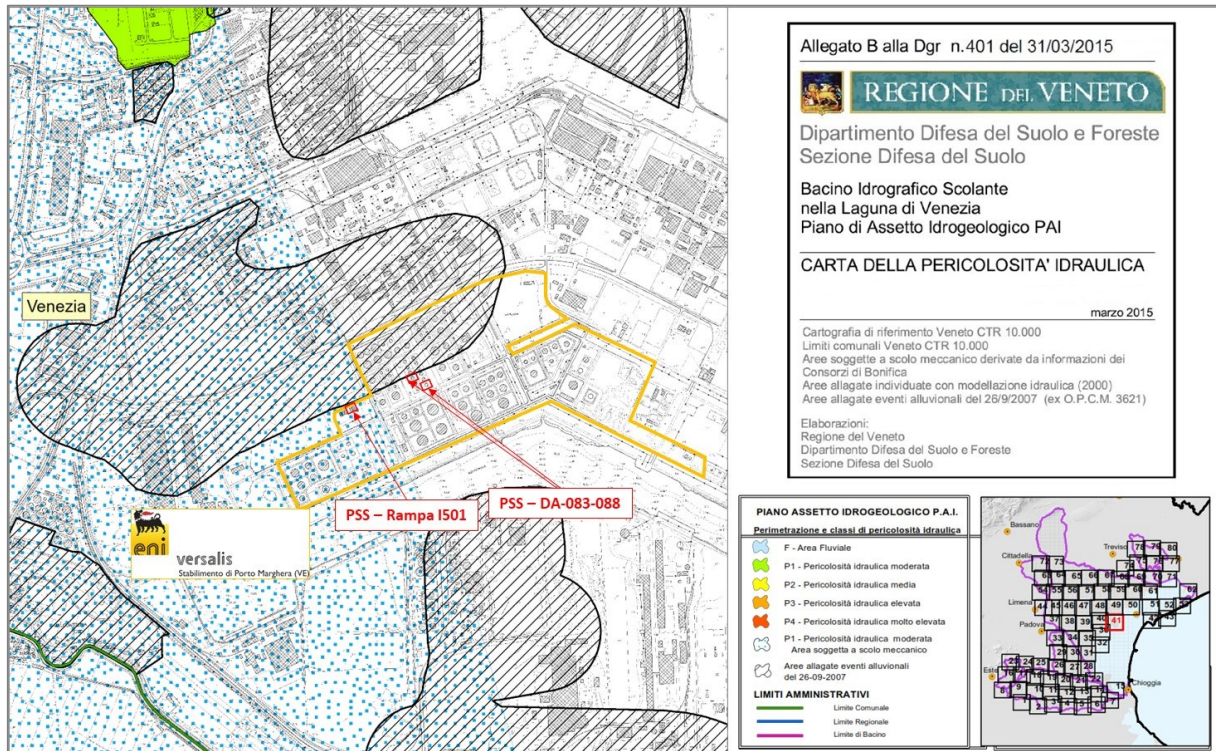 Venezia
PSS – Rampa I501
PSS – DA-083-088
eni
versalis
Stabilimento di Porto Marghera (VE)
Allegato B alla Dgr n.401 del 31/03/2015
REGIONE DEL VENETO
Dipartimento Difesa del Suolo e Foreste
Sezione Difesa del Suolo
Bacino Idrografico Scolante
nella Laguna di Venezia
Piano di Assetto Idrogeologico PAI
CARTA DELLA PERICOLOSITA' IDRAULICA
marzo 2015
Cartografia di riferimento Veneto CTR 10.000
Limiti comunali Veneto CTR 10.000
Aree soggette a scolo meccanico derivate da informazioni dei
Consorzi di Bonifica
Aree allagate individuate con modellazione idraulica (2000)
Aree allagate eventi alluvionali del 26/9/2007 (ex O.P.C.M. 3621)
Elaborazioni:
Regione del Veneto
Dipartimento Difesa del Suolo e Foreste
Sezione Difesa del Suolo
PIANO ASSETTO IDROGEOLOGICO P.A.I.
Perimetrazione e classi di pericolosità idraulica
F - Area Fluviale
P1 - Pericolosità idraulica moderata
P2 - Pericolosità idraulica media
P3 - Pericolosità idraulica elevata
P4 - Pericolosità idraulica molto elevata
P1 - Pericolosità idraulica moderata
Area soggetta a scolo meccanico
Aree allagate eventi alluvionali
del 26-09-2007
LIMITI AMMINISTRATIVI
Limite Comunale
Limite Regionale
Limite di Bacino
Bassano
Cittadella
Treviso
Limena
Padova
Este
Chioggia
41